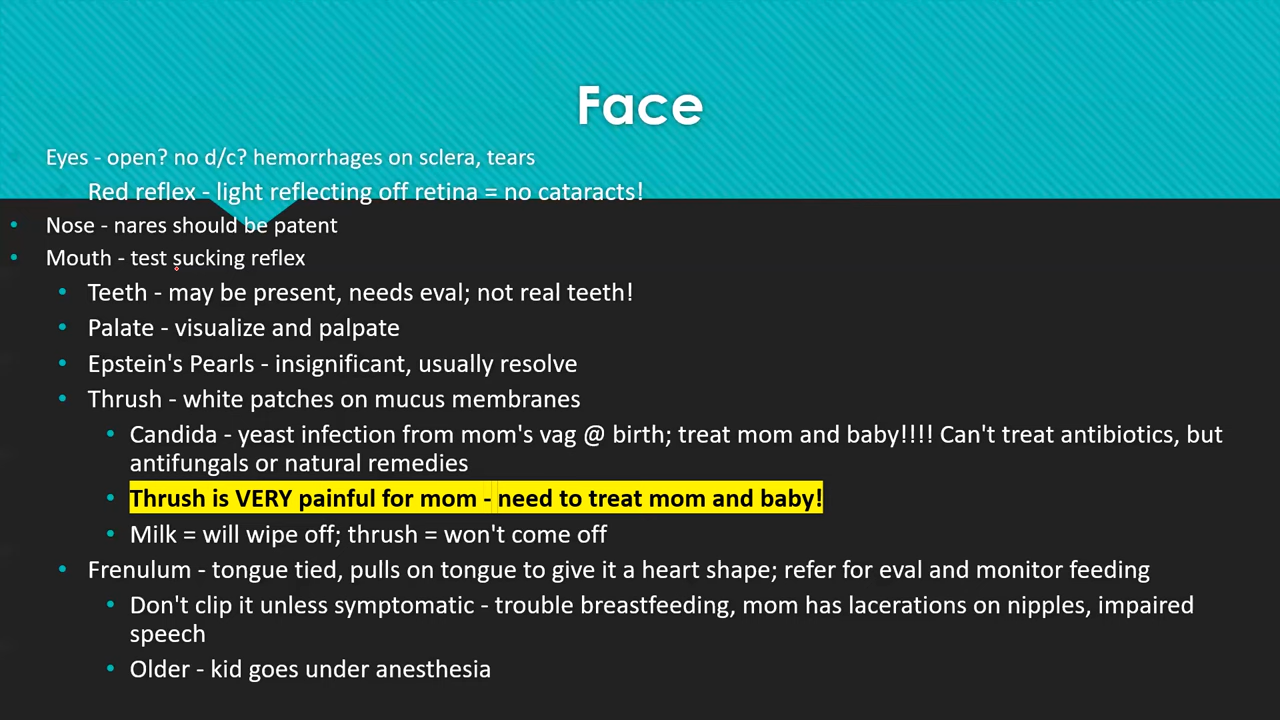 Face
Eyes - open? no d/c? hemorrhages on sclera, tears
Red reflex - light reflecting off retina = no cataracts!
• Nose - nares should be patent
• Mouth - test sucking reflex
• Teeth - may be present, needs eval; not real teeth!
• Palate - visualize and palpate
• Epstein's Pearls - insignificant, usually resolve
• Thrush - white patches on mucus membranes
• Candida - yeast infection from mom's vag @ birth; treat mom and baby!!!! Can't treat antibiotics, but
antifungals or natural remedies
• Thrush is VERY painful for mom - need to treat mom and baby!
• Milk = will wipe off; thrush = won't come off
• Frenulum - tongue tied, pulls on tongue to give it a heart shape; refer for eval and monitor feeding
• Don't clip it unless symptomatic - trouble breastfeeding, mom has lacerations on nipples, impaired
speech
• Older - kid goes under anesthesia